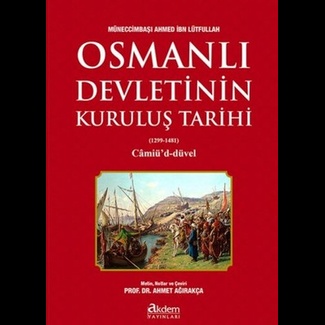 MÜNECCİMBAŞI AHMED İBN LÜTFULLAH
OSMANLI
DEVLETİNİN
KURULUŞ TARİHİ
(1299-1481)
Câmiü'd-düvel
Metin, Notlar ve Çeviri
PROF. DR. AHMET AĞIRAKÇA
akdem
YAYINLARI